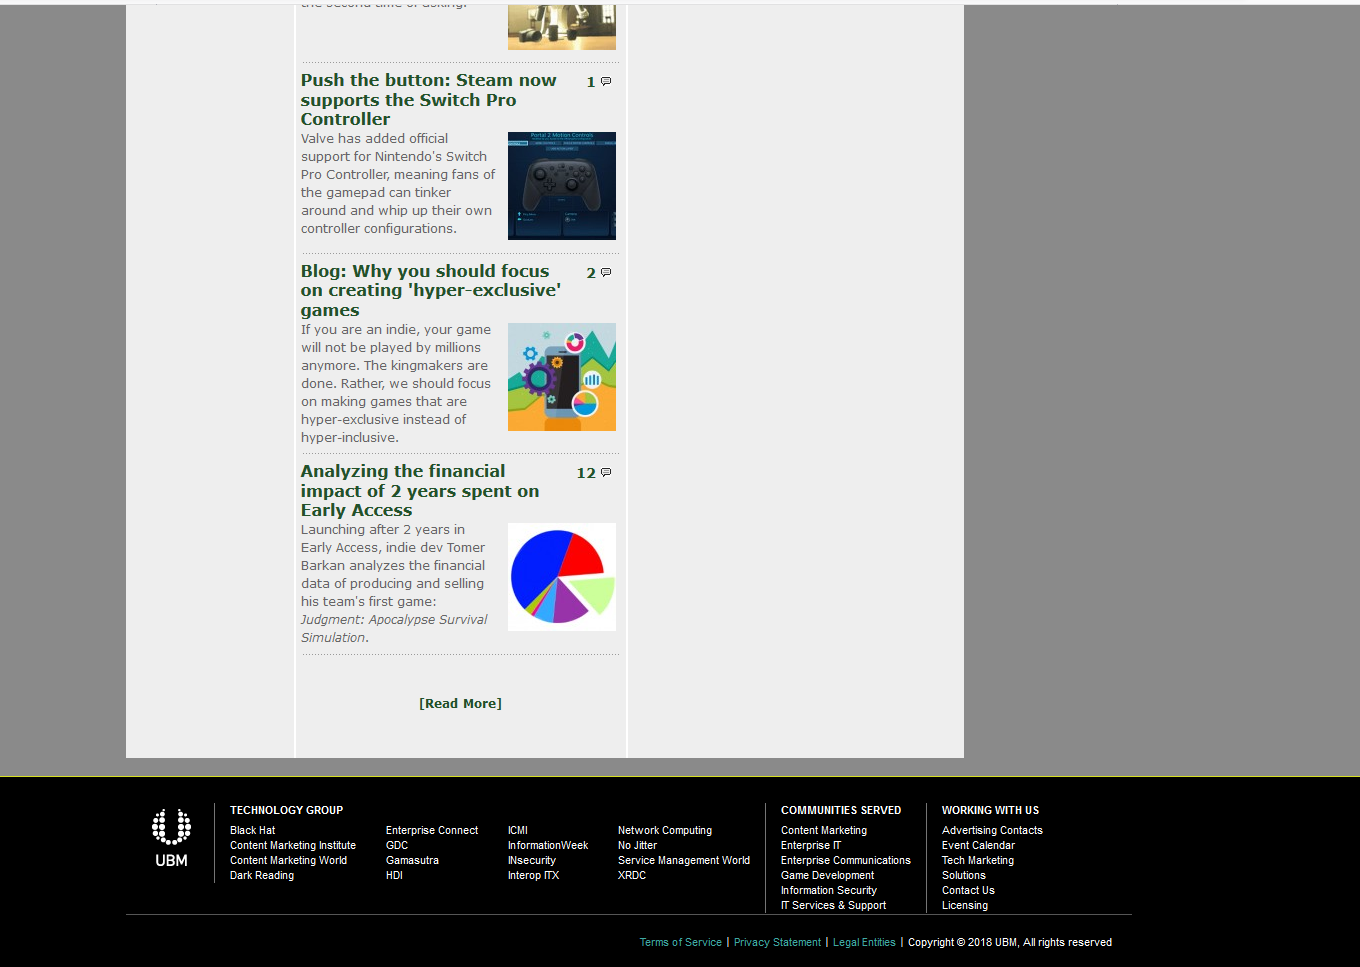 the second time of asking.
Push the button: Steam now
supports the Switch Pro
Controller
1
Valve has added official
support for Nintendo's Switch
Pro Controller, meaning fans of
the gamepad can tinker
around and whip up their own
controller configurations.
Portal 2 Motion Controls
Blog: Why you should focus
on creating 'hyper-exclusive'
games
2
If you are an indie, your game
will not be played by millions
anymore. The kingmakers are
done. Rather, we should focus
on making games that are
hyper-exclusive instead of
hyper-inclusive.
Analyzing the financial
impact of 2 years spent on
Early Access
12
Launching after 2 years in
Early Access, indie dev Tomer
Barkan analyzes the financial
data of producing and selling
his team's first game:
Judgment: Apocalypse Survival
Simulation.
[Read More]
UBM
TECHNOLOGY GROUP
Black Hat
Content Marketing Institute
Content Marketing World
Dark Reading
Enterprise Connect
GDC
Gamasutra
HDI
ICMI
InformationWeek
INsecurity
Interop ITX
Network Computing
No Jitter
Service Management World
XRDC
COMMUNITIES SERVED
Content Marketing
Enterprise IT
Enterprise Communications
Game Development
Information Security
IT Services & Support
WORKING WITH US
Advertising Contacts
Event Calendar
Tech Marketing
Solutions
Contact Us
Licensing
Terms of Service | Privacy Statement | Legal Entities | Copyright © 2018 UBM, All rights reserved